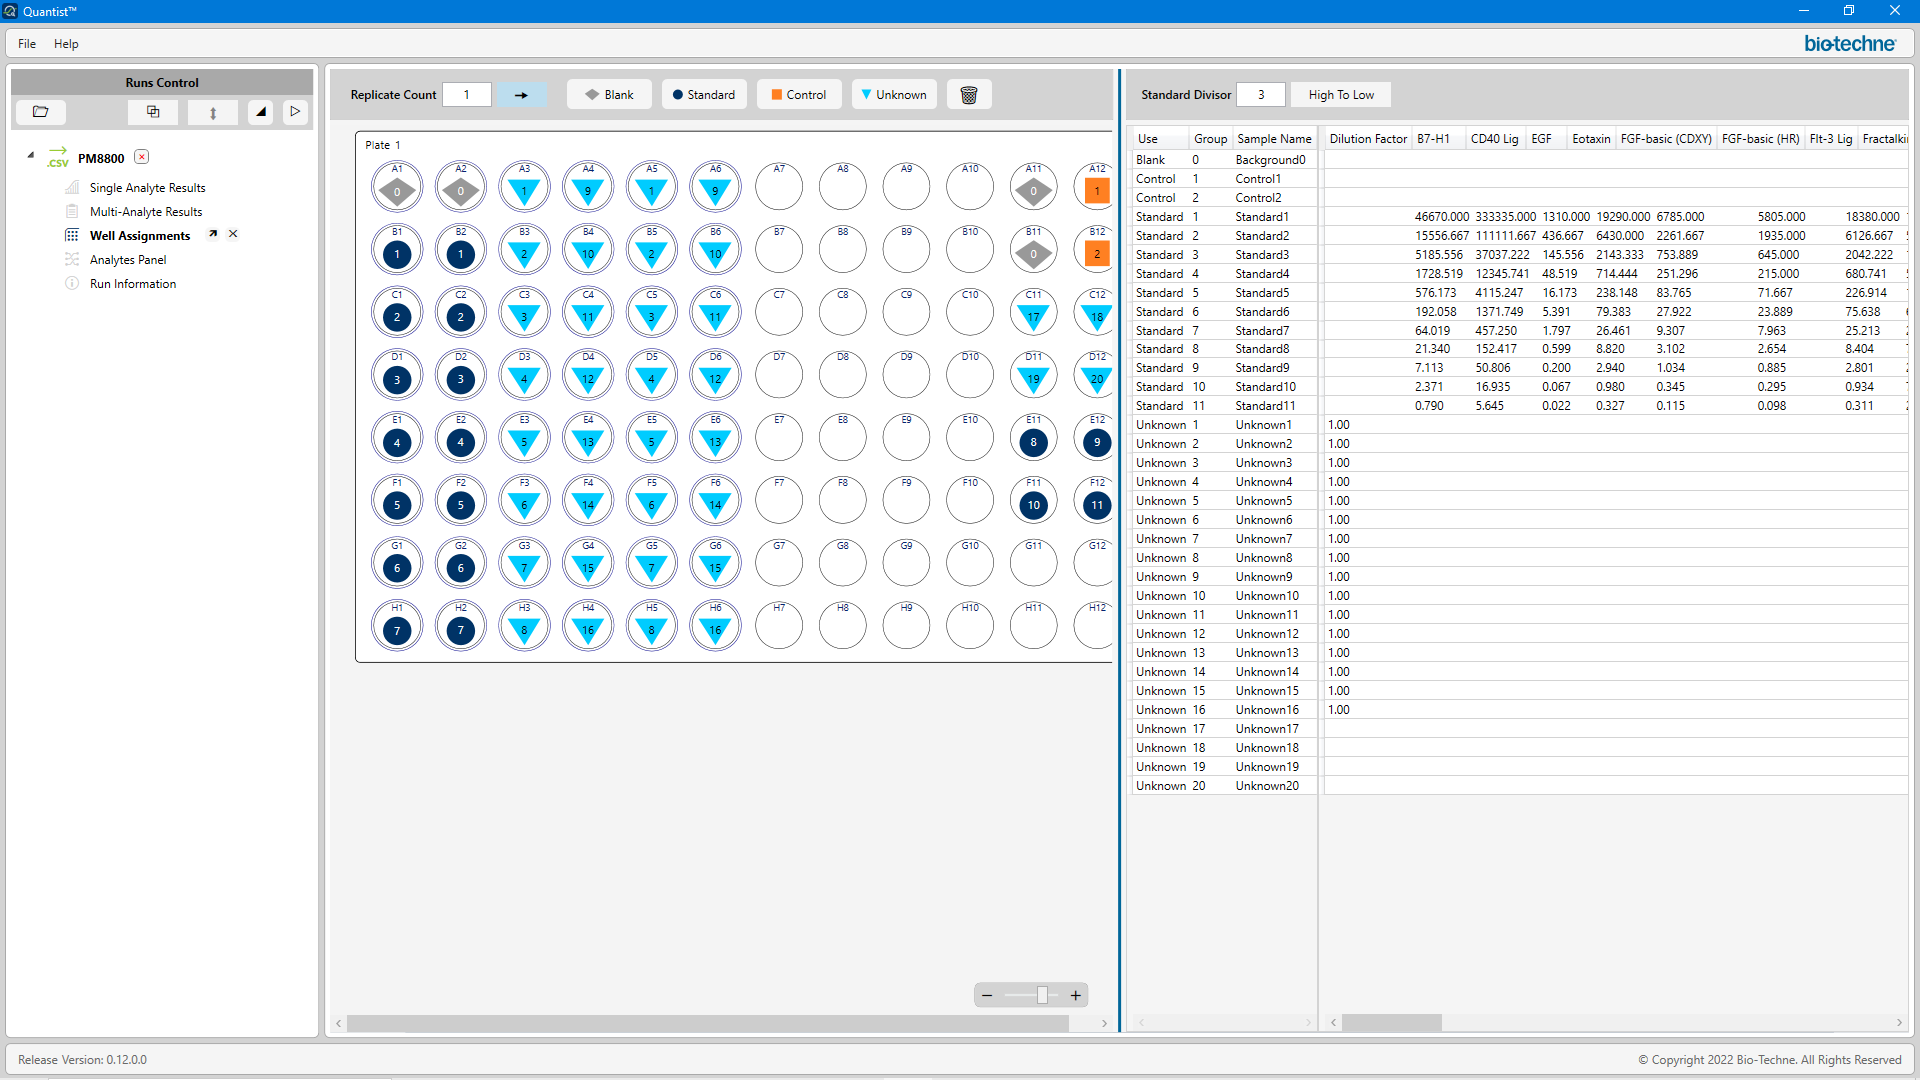 Quantist™
File Help
bio-techne
Runs Control
PM8800
.csv
Single Analyte Results
Multi-Analyte Results
Well Assignments
Analytes Panel
Run Information
Replicate Count 1 Blank Standard Control Unknown
Plate 1
A1 A2 A3 A4 A5 A6 A7 A8 A9 A10 A11 A12
0 0 1 9 1 9 0 1
B1 B2 B3 B4 B5 B6 B7 B8 B9 B10 B11 B12
1 1 2 10 2 10 0 2
C1 C2 C3 C4 C5 C6 C7 C8 C9 C10 C11 C12
2 2 3 11 3 11 17 18
D1 D2 D3 D4 D5 D6 D7 D8 D9 D10 D11 D12
3 3 4 12 4 12 19 20
E1 E2 E3 E4 E5 E6 E7 E8 E9 E10 E11 E12
4 4 5 13 5 13 8 9
F1 F2 F3 F4 F5 F6 F7 F8 F9 F10 F11 F12
5 5 6 14 6 14 10 11
G1 G2 G3 G4 G5 G6 G7 G8 G9 G10 G11 G12
6 6 7 15 7 15
H1 H2 H3 H4 H5 H6 H7 H8 H9 H10 H11 H12
7 7 8 16 8 16
Standard Divisor 3 High To Low
Use Group Sample Name Dilution Factor B7-H1 CD40 Lig EGF Eotaxin FGF-basic (CDXY) FGF-basic (HR) Flt-3 Lig Fractalki
Blank 0 Background0
Control 1 Control1
Control 2 Control2
Standard 1 Standard1 46670.000 333335.000 1310.000 19290.000 6785.000 5805.000 18380.000
Standard 2 Standard2 15556.667 111111.667 436.667 6430.000 2261.667 1935.000 6126.667
Standard 3 Standard3 5185.556 37037.222 145.556 2143.333 753.889 645.000 2042.222
Standard 4 Standard4 1728.519 12345.741 48.519 714.444 251.296 215.000 680.741
Standard 5 Standard5 576.173 4115.247 16.173 238.148 83.765 71.667 226.914
Standard 6 Standard6 192.058 1371.749 5.391 79.383 27.922 23.889 75.638
Standard 7 Standard7 64.019 457.250 1.797 26.461 9.307 7.963 25.213
Standard 8 Standard8 21.340 152.417 0.599 8.820 3.102 2.654 8.404
Standard 9 Standard9 7.113 50.806 0.200 2.940 1.034 0.885 2.801
Standard 10 Standard10 2.371 16.935 0.067 0.980 0.345 0.295 0.934
Standard 11 Standard11 0.790 5.645 0.022 0.327 0.115 0.098 0.311
Unknown 1 Unknown1 1.00
Unknown 2 Unknown2 1.00
Unknown 3 Unknown3 1.00
Unknown 4 Unknown4 1.00
Unknown 5 Unknown5 1.00
Unknown 6 Unknown6 1.00
Unknown 7 Unknown7 1.00
Unknown 8 Unknown8 1.00
Unknown 9 Unknown9 1.00
Unknown 10 Unknown10 1.00
Unknown 11 Unknown11 1.00
Unknown 12 Unknown12 1.00
Unknown 13 Unknown13 1.00
Unknown 14 Unknown14 1.00
Unknown 15 Unknown15 1.00
Unknown 16 Unknown16 1.00
Unknown 17 Unknown17
Unknown 18 Unknown18
Unknown 19 Unknown19
Unknown 20 Unknown20
Release Version: 0.12.0.0
© Copyright 2022 Bio-Techne. All Rights Reserved